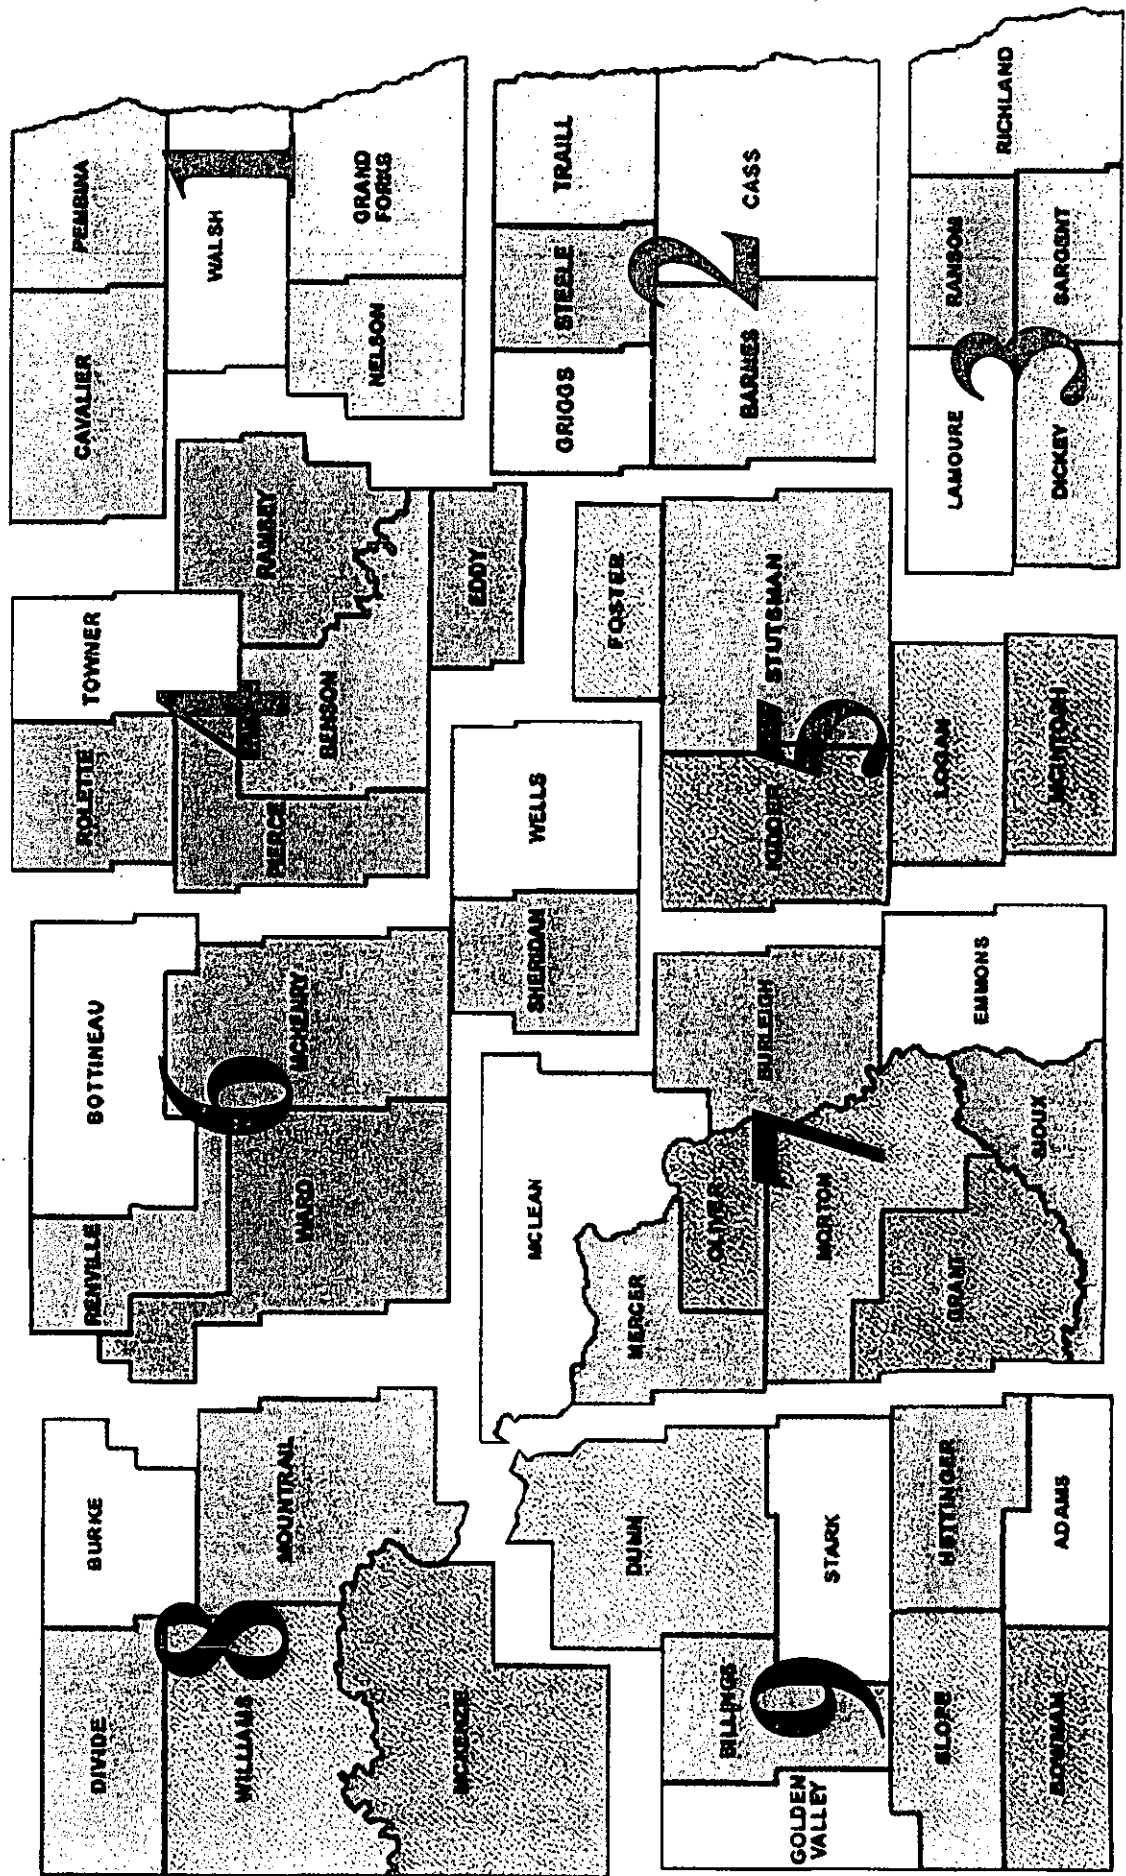 DIVIDE
BURKE
WILLIAMS
8
MOUNTRAIL
MCKENZIE
RENVILLE
BOTTINEAU
6
WARD
MCHENRY
SHERIDAN
WELLS
ROLETTE
TOWNER
4
PIERCE
RAMSEY
BENSON
EDDY
CAVALIER
PEMBINA
WALSH
1
NELSON
GRAND
FORKS
GOLDEN
VALLEY
BILLINGS
DUNN
STARK
9
SLOPE
HETTINGER
BOWMAN
ADAMS
MCLEAN
MERCER
OLIVER
BURLEIGH
7
MORTON
GRANT
SIOUX
EMMONS
FOSTER
KIDDER
STUTSMAN
5
LOGAN
MCINTOSH
GRIGGS
STEELE
TRAILL
2
BARNES
CASS
LAMOURE
RANSOM
RICHLAND
3
DICKEY
SARGENT